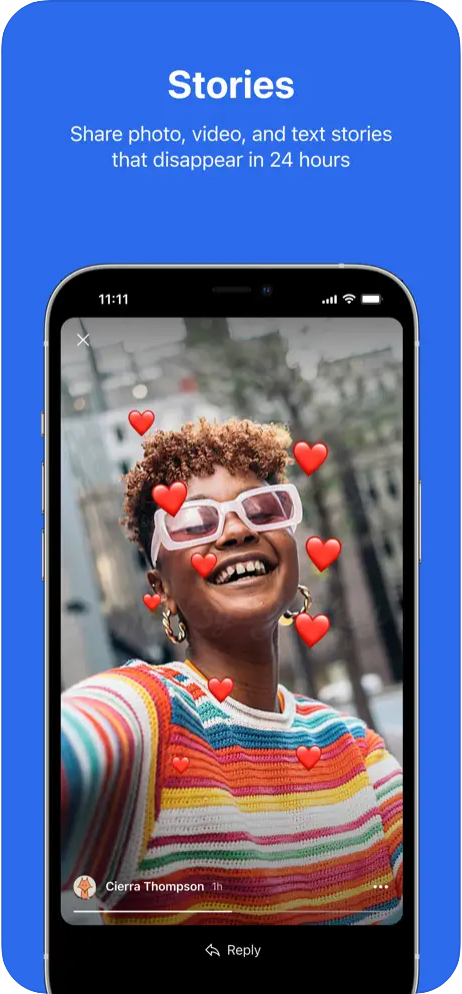 Stories
Share photo, video, and text stories
that disappear in 24 hours
11:11
Cierra Thompson 1h
Reply